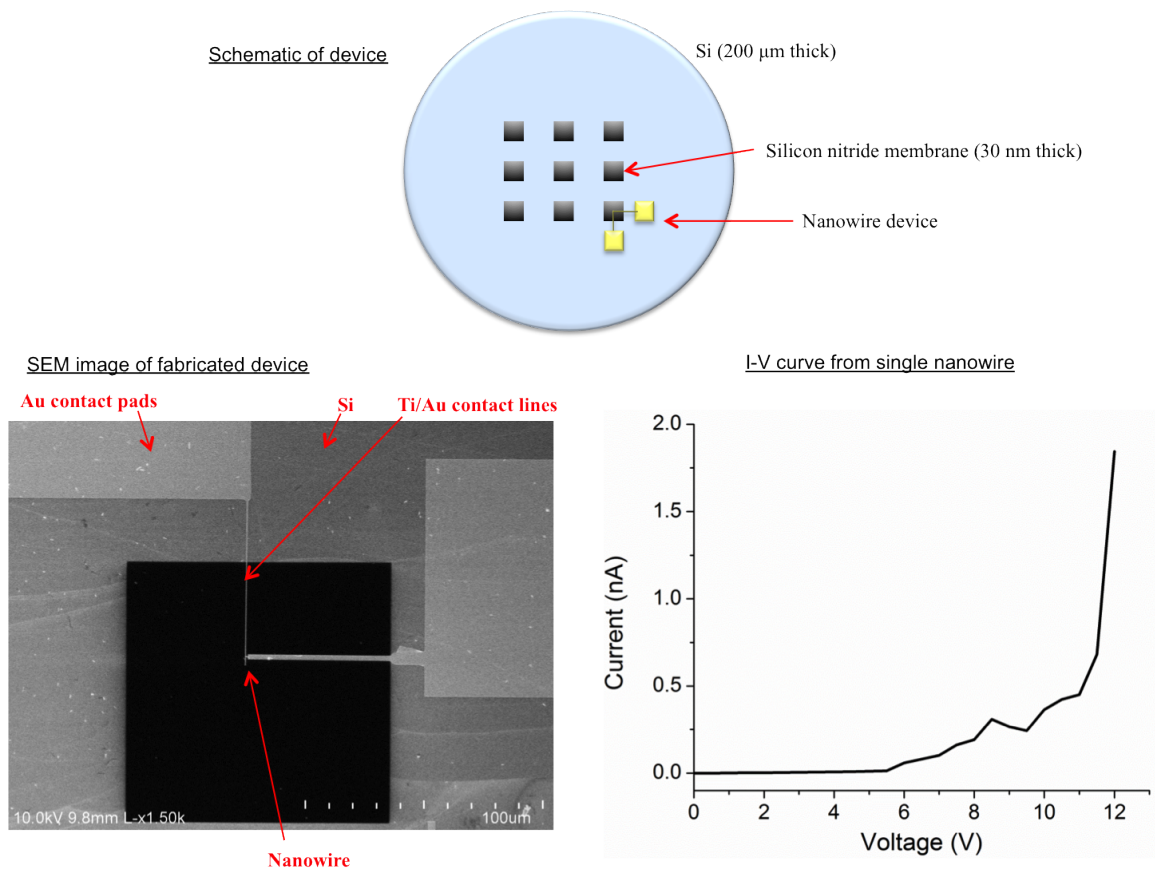 Schematic of device
Si (200 μm thick)
Silicon nitride membrane (30 nm thick)
Nanowire device
SEM image of fabricated device
I-V curve from single nanowire
Au contact pads
Si
Ti/Au contact lines
10.0kV 9.8mm L-x1.50k
100um
Nanowire
Current (nA)
2.0
1.5
1.0
0.5
0.0
0 2 4 6 8 10 12
Voltage (V)